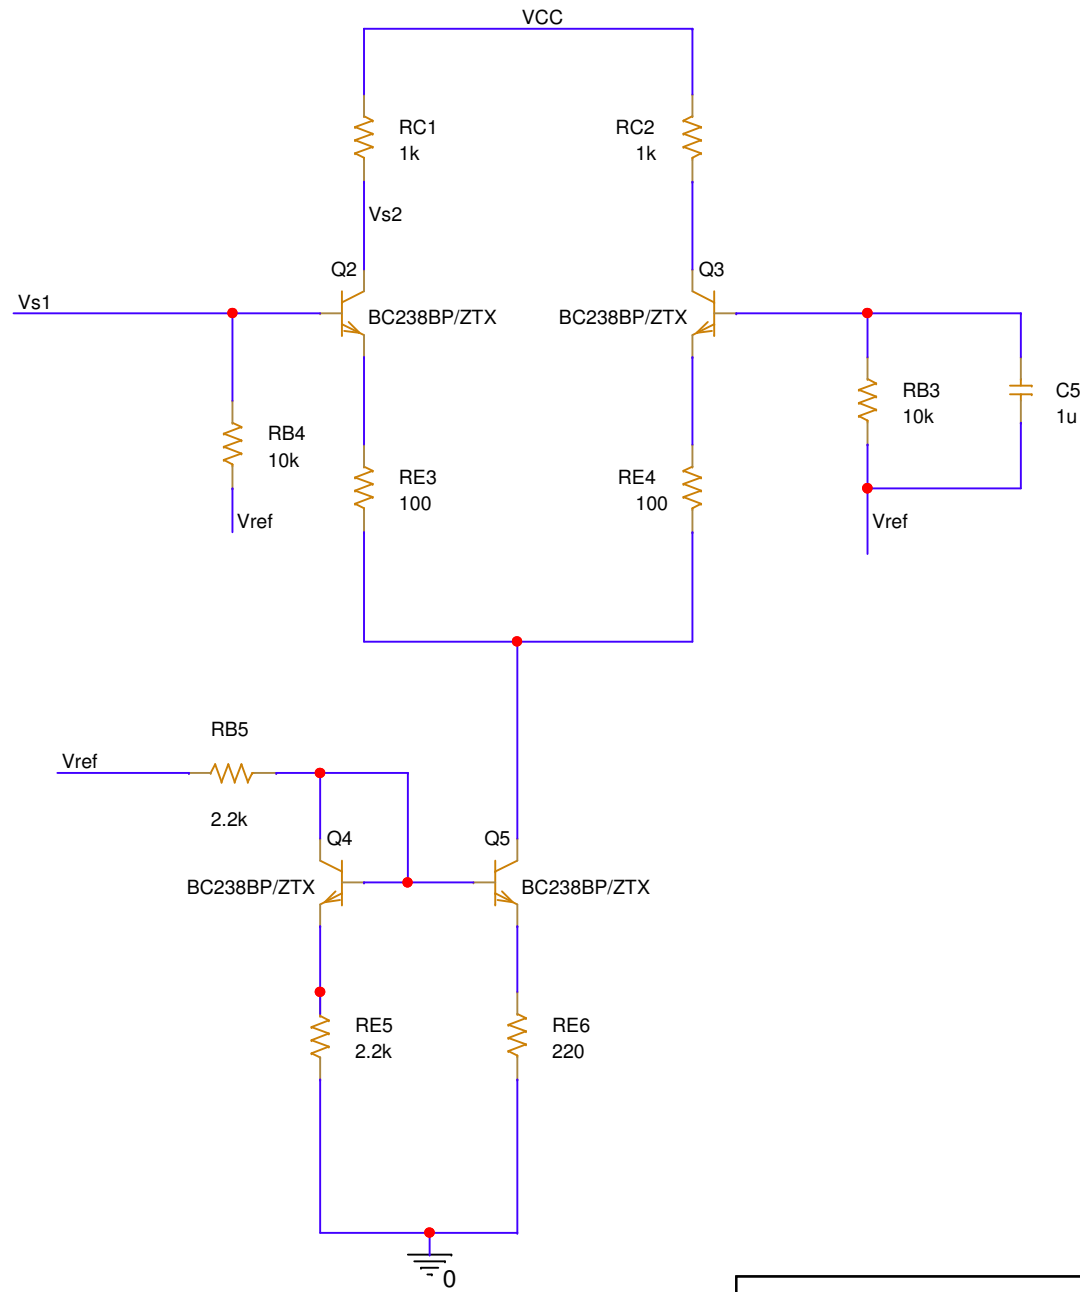 VCC
RC1
1k
RC2
1k
Vs2
Q2
Q3
Vs1
BC238BP/ZTX
BC238BP/ZTX
RB4
10k
Vref
RE3
100
RE4
100
RB3
10k
C5
1u
Vref
RB5
Vref
2.2k
Q4
Q5
BC238BP/ZTX
BC238BP/ZTX
RE5
2.2k
RE6
220
0